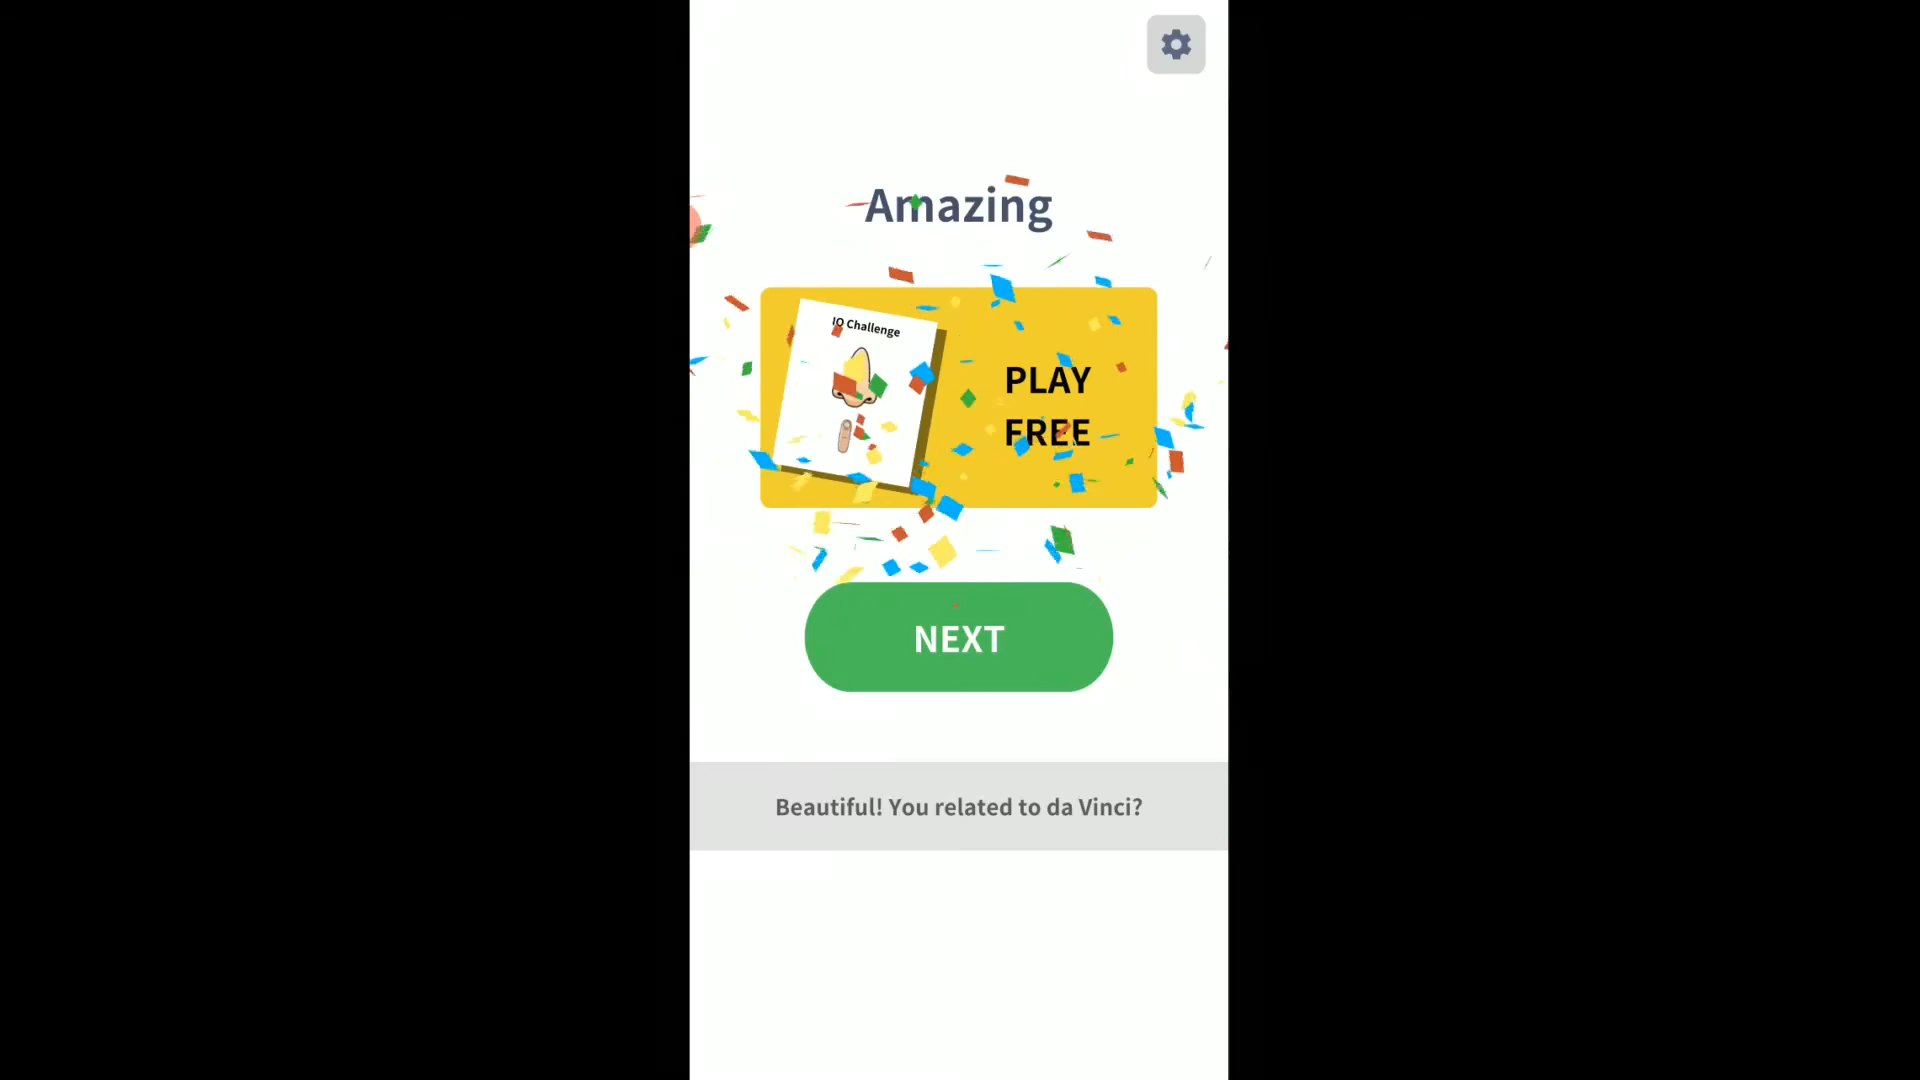 Amazing
IQ Challenge
PLAY
FREE
NEXT
Beautiful! You related to da Vinci?